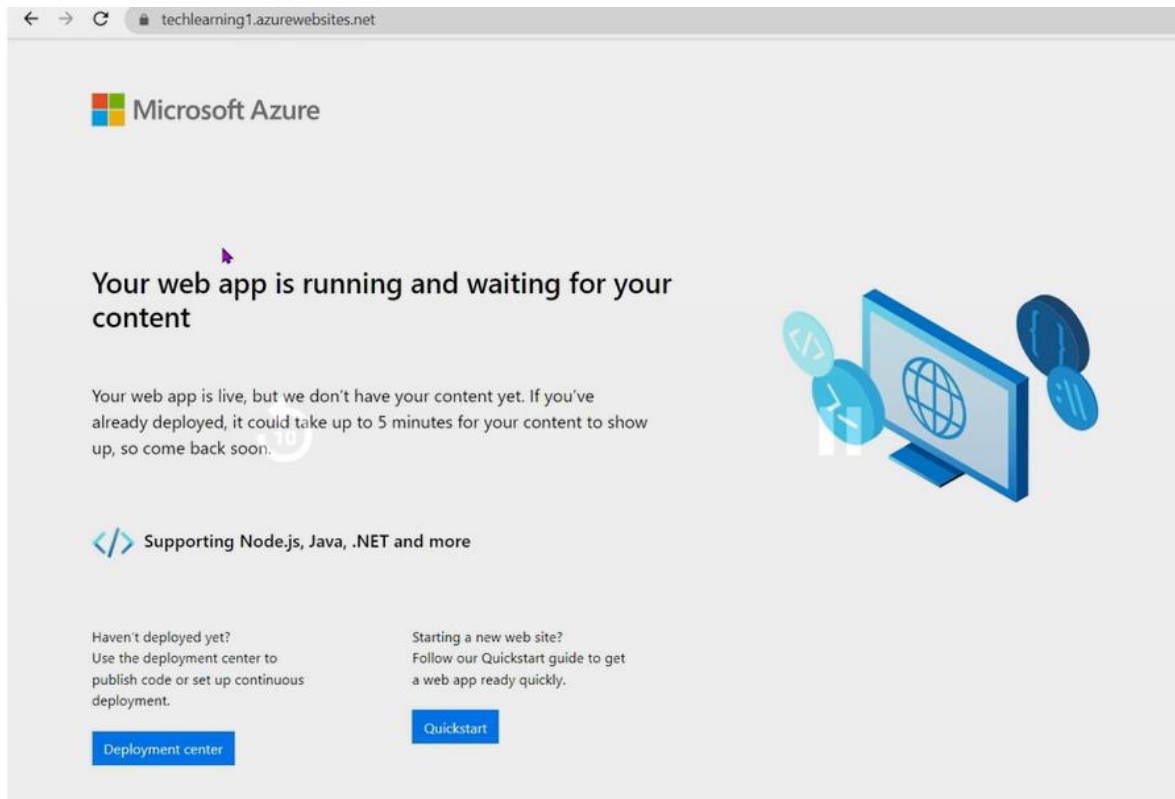 techlearning1.azurewebsites.net
Microsoft Azure
Your web app is running and waiting for your
content
Your web app is live, but we don't have your content yet. If you've
already deployed, it could take up to 5 minutes for your content to show
up, so come back soon.
10
</> 
>_
{ }
:\\
</> Supporting Node.js, Java, .NET and more
Haven't deployed yet?
Use the deployment center to
publish code or set up continuous
deployment.
Deployment center
Starting a new web site?
Follow our Quickstart guide to get
a web app ready quickly.
Quickstart